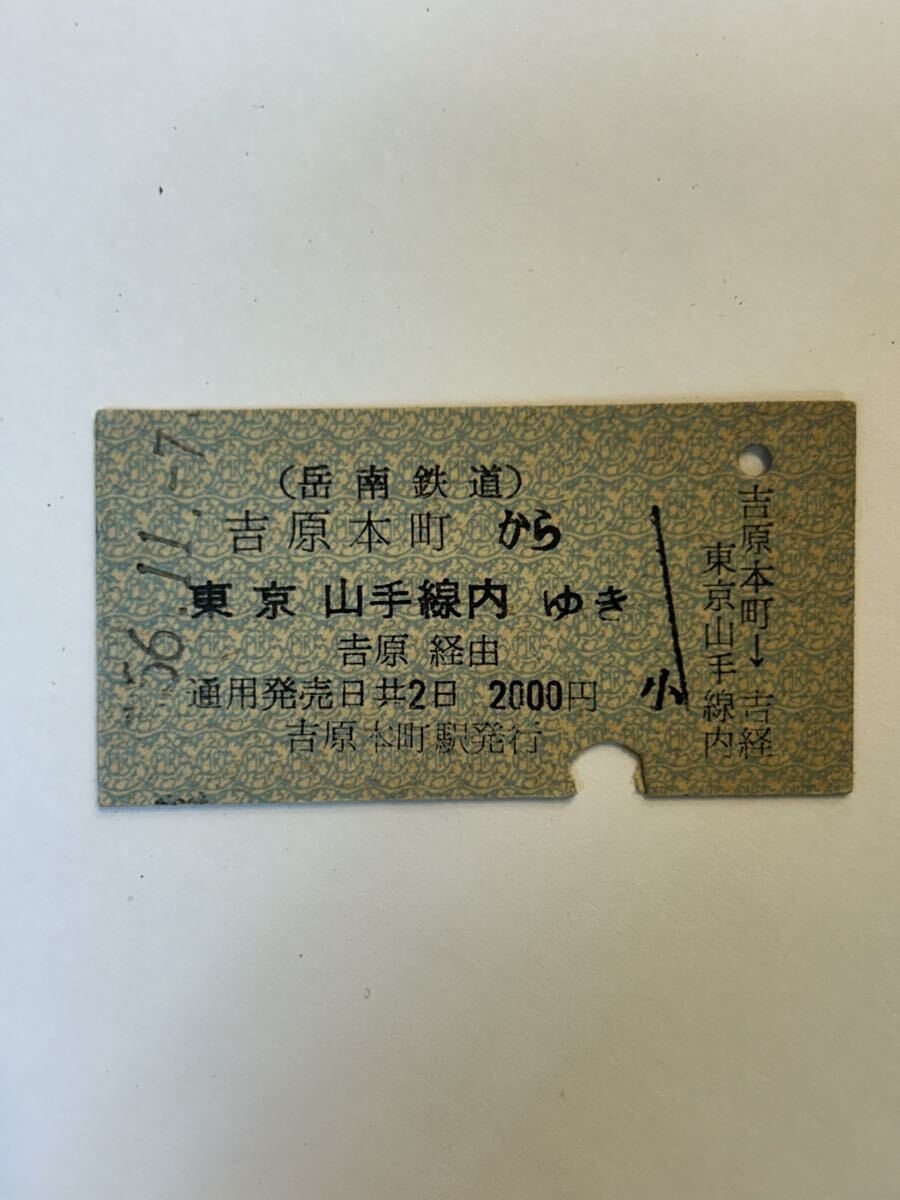 56.11.-7
(岳南鉄道)
吉原本町 から
東京 山手線内 ゆき
吉原 経由
通用発売日共2日 2000円
吉原本町駅発行
小
吉原本町→吉経
東京山手線内